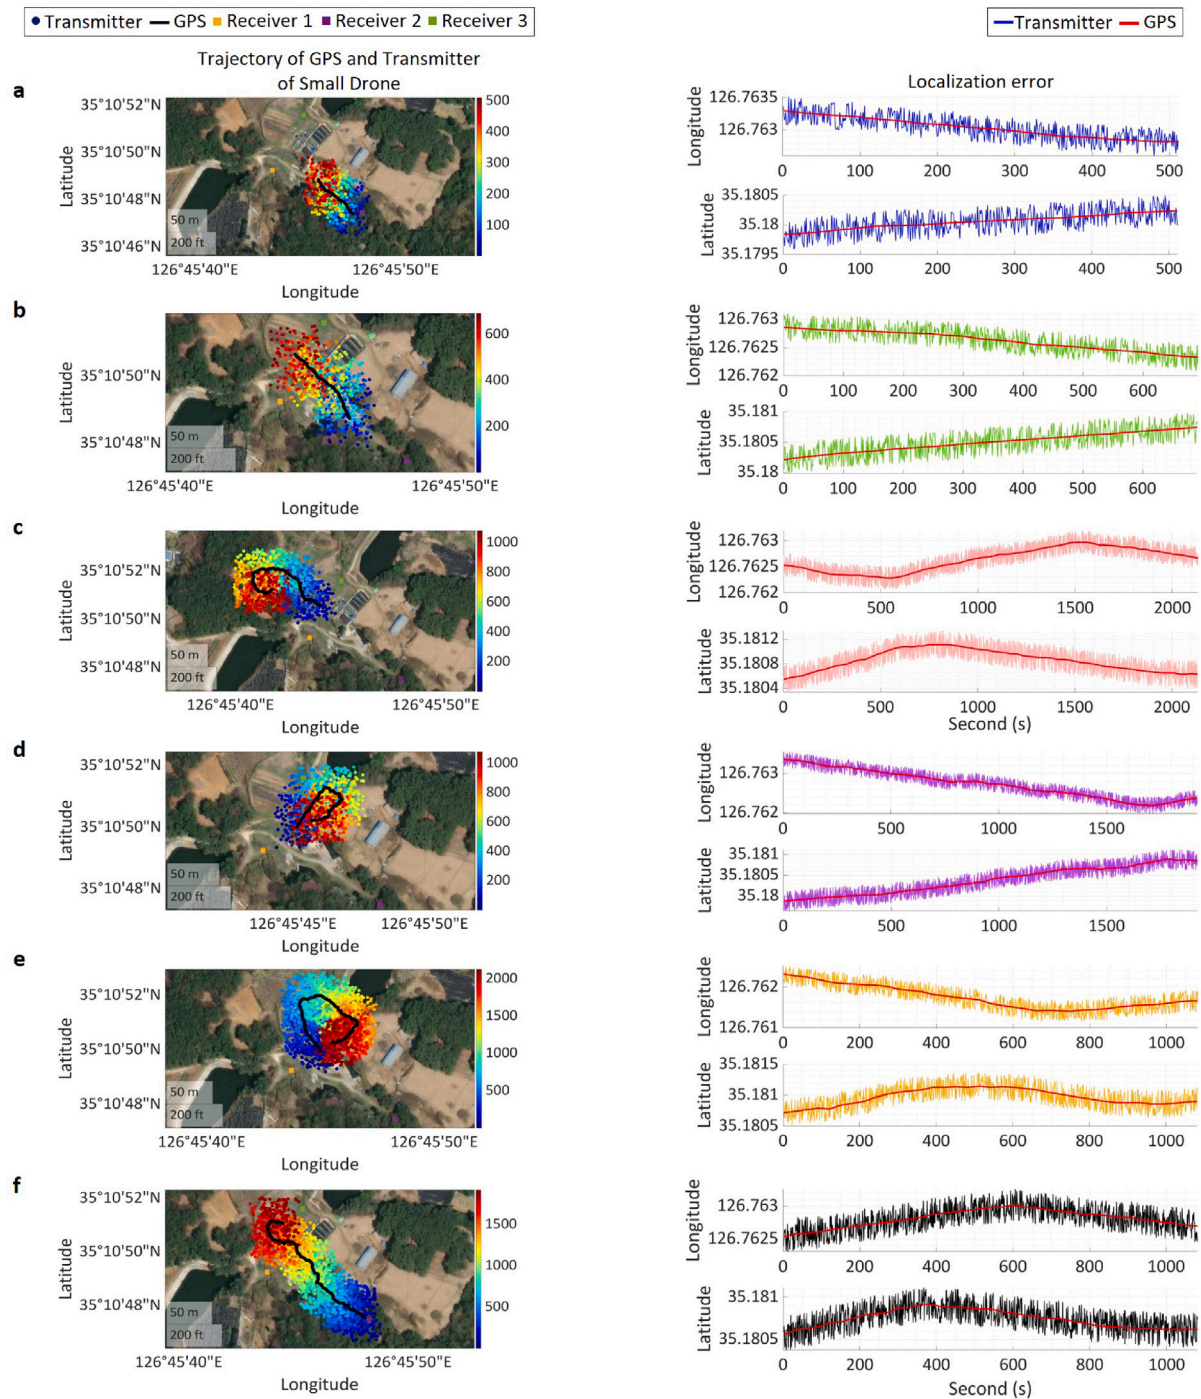 Transmitter GPS Receiver 1 Receiver 2 Receiver 3
Transmitter GPS
Trajectory of GPS and Transmitter
of Small Drone
Localization error
a
35°10'52"N
35°10'50"N
35°10'48"N
35°10'46"N
Latitude
50 m
200 ft
126°45'40"E 126°45'50"E
Longitude
500
400
300
200
100
Longitude
126.7635
126.763
0 100 200 300 400 500
Latitude
35.1805
35.18
35.1795
0 100 200 300 400 500
b
35°10'50"N
35°10'48"N
Latitude
50 m
200 ft
126°45'40"E 126°45'50"E
Longitude
600
400
200
Longitude
126.763
126.7625
126.762
0 100 200 300 400 500 600
Latitude
35.181
35.1805
35.18
0 100 200 300 400 500 600
c
35°10'52"N
35°10'50"N
35°10'48"N
Latitude
50 m
200 ft
126°45'40"E 126°45'50"E
Longitude
1000
800
600
400
200
Longitude
126.763
126.7625
126.762
0 500 1000 1500 2000
Latitude
35.1812
35.1808
35.1804
0 500 1000 1500 2000
Second (s)
d
35°10'52"N
35°10'50"N
35°10'48"N
Latitude
50 m
200 ft
126°45'45"E 126°45'50"E
Longitude
1000
800
600
400
200
Longitude
126.763
126.762
0 500 1000 1500
Latitude
35.181
35.1805
35.18
0 500 1000 1500
e
35°10'52"N
35°10'50"N
35°10'48"N
Latitude
50 m
200 ft
126°45'40"E 126°45'50"E
Longitude
2000
1500
1000
500
Longitude
126.762
126.761
0 200 400 600 800 1000
Latitude
35.1815
35.181
35.1805
0 200 400 600 800 1000
f
35°10'52"N
35°10'50"N
35°10'48"N
Latitude
50 m
200 ft
126°45'40"E 126°45'50"E
Longitude
1500
1000
500
Longitude
126.763
126.7625
0 200 400 600 800 1000
Latitude
35.181
35.1805
0 200 400 600 800 1000
Second (s)